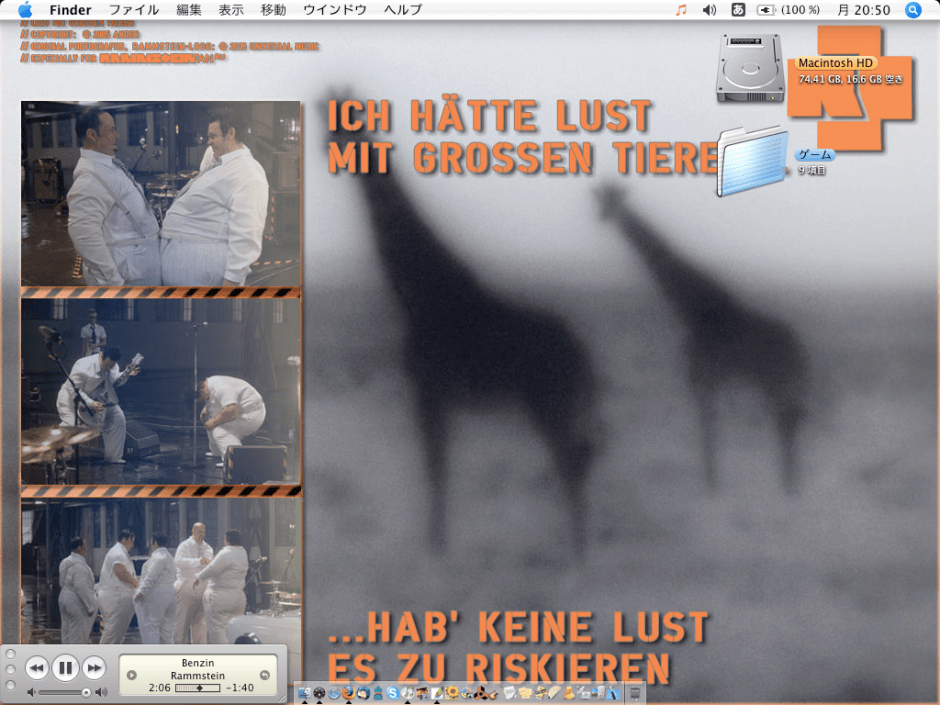 Finder ファイル 編集 表示 移動 ウインドウ ヘルプ あ (100 %) 月 20:50
// COPYRIGHT: © 2005
// ORIGINAL PHOTOGRAPHS, RAMMSTEIN-LOGO: © 2005 UNIVERSAL MUSIC
// ESPECIALLY FOR RAMMSTEINFAN
Macintosh HD
74.41 GB, 16.6 GB 空き
ICH HÄTTE LUST
MIT GROSSEN TIERE
ゲーム
9 項目
...HAB' KEINE LUST
ES ZU RISKIEREN
Benzin
Rammstein
2:06 -1:40